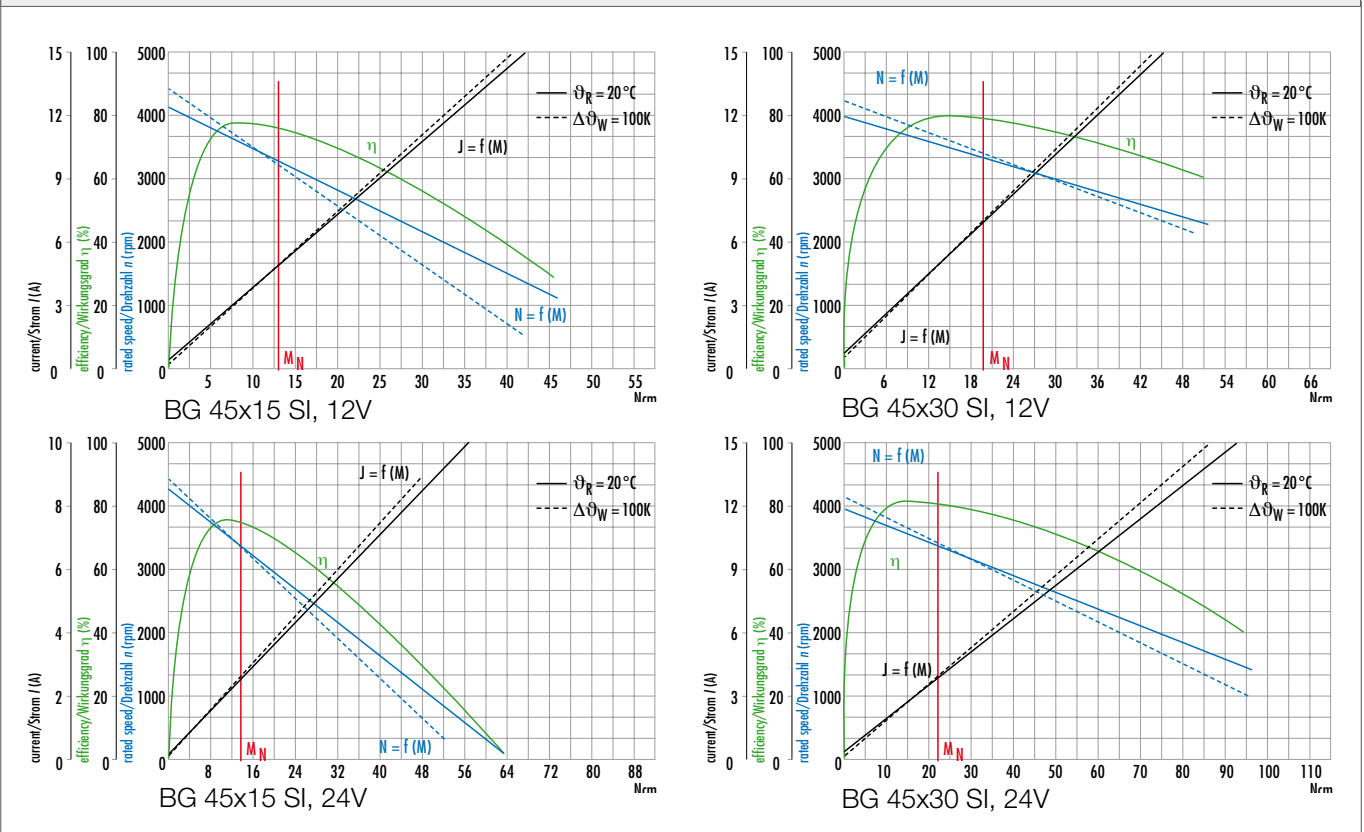 15 100 5000
12 80 4000
9 60 3000
6 40 2000
3 20 1000
0 0 0
current/Strom I (A)
efficiency/Wirkungsgrad η (%)
rated speed/Drehzahl n (rpm)
ϑR = 20°C
ΔϑW = 100K
η
J = f (M)
N = f (M)
MN
5 10 15 20 30 35 40 45 50 55
Ncm
BG 45x15 SI, 12V
15 100 5000
12 80 4000
9 60 3000
6 40 2000
3 20 1000
0 0 0
current/Strom I (A)
efficiency/Wirkungsgrad η (%)
rated speed/Drehzahl n (rpm)
N = f (M)
ϑR = 20°C
ΔϑW = 100K
η
J = f (M)
MN
6 12 18 24 30 36 42 48 54 60 66
Ncm
BG 45x30 SI, 12V
10 100 5000
8 80 4000
6 60 3000
4 40 2000
2 20 1000
0 0 0
current/Strom I (A)
efficiency/Wirkungsgrad η (%)
rated speed/Drehzahl n (rpm)
J = f (M)
ϑR = 20°C
ΔϑW = 100K
η
N = f (M)
MN
8 16 24 32 40 48 56 64 72 80 88
Ncm
BG 45x15 SI, 24V
15 100 5000
12 80 4000
9 60 3000
6 40 2000
3 20 1000
0 0 0
current/Strom I (A)
efficiency/Wirkungsgrad η (%)
rated speed/Drehzahl n (rpm)
N = f (M)
ϑR = 20°C
ΔϑW = 100K
η
J = f (M)
MN
10 20 30 40 50 60 70 80 90 100 110
Ncm
BG 45x30 SI, 24V